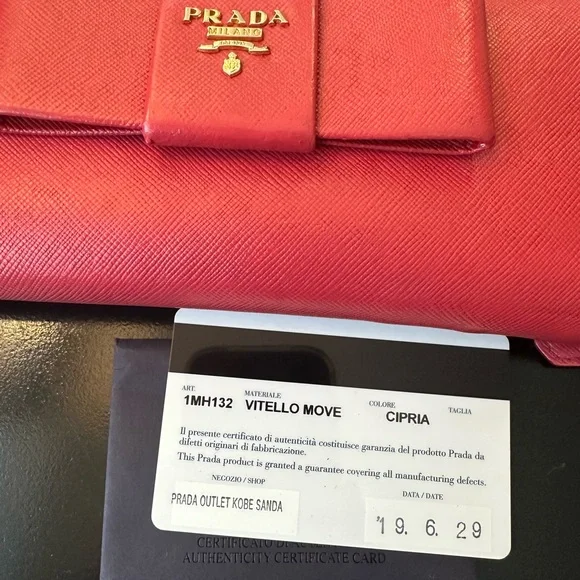 PRADA
MILANO
ART. MATERIALE COLORE TAGLIA
1MH132 VITELLO MOVE CIPRIA
Il presente certificato di autenticità costituisce garanzia del prodotto Prada da
difetti originari di fabbricazione.
This Prada product is granted a guarantee covering all manufacturing defects.
NEGOZIO / SHOP DATA / DATE
PRADA OUTLET KOBE SANDA '19. 6. 29
AUTHENTICITY CERTIFICATE CARD